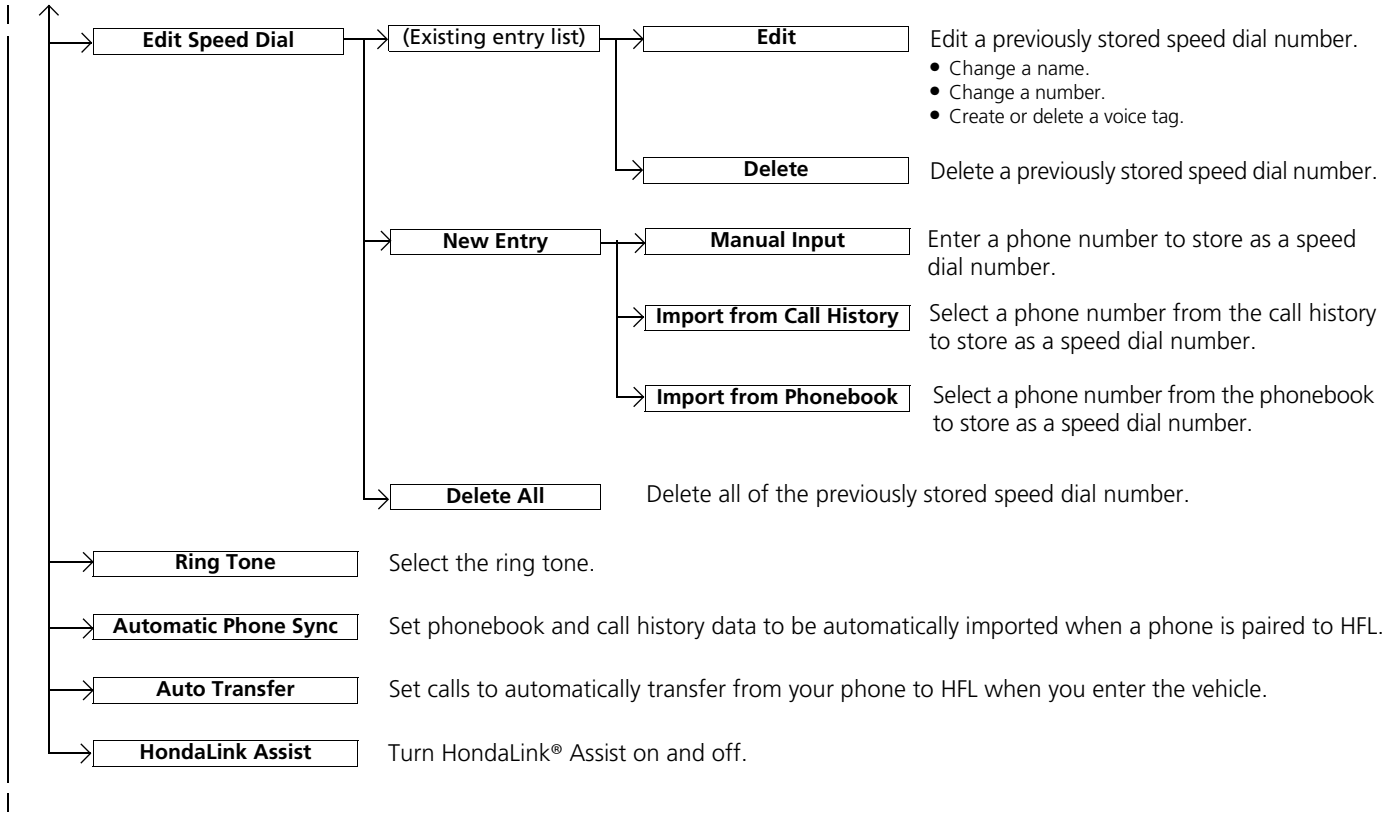 Edit Speed Dial
(Existing entry list)
Edit
Edit a previously stored speed dial number.
• Change a name.
• Change a number.
• Create or delete a voice tag.
Delete
Delete a previously stored speed dial number.
New Entry
Manual Input
Enter a phone number to store as a speed
dial number.
Import from Call History
Select a phone number from the call history
to store as a speed dial number.
Import from Phonebook
Select a phone number from the phonebook
to store as a speed dial number.
Delete All
Delete all of the previously stored speed dial number.
Ring Tone
Select the ring tone.
Automatic Phone Sync
Set phonebook and call history data to be automatically imported when a phone is paired to HFL.
Auto Transfer
Set calls to automatically transfer from your phone to HFL when you enter the vehicle.
HondaLink Assist
Turn HondaLink® Assist on and off.